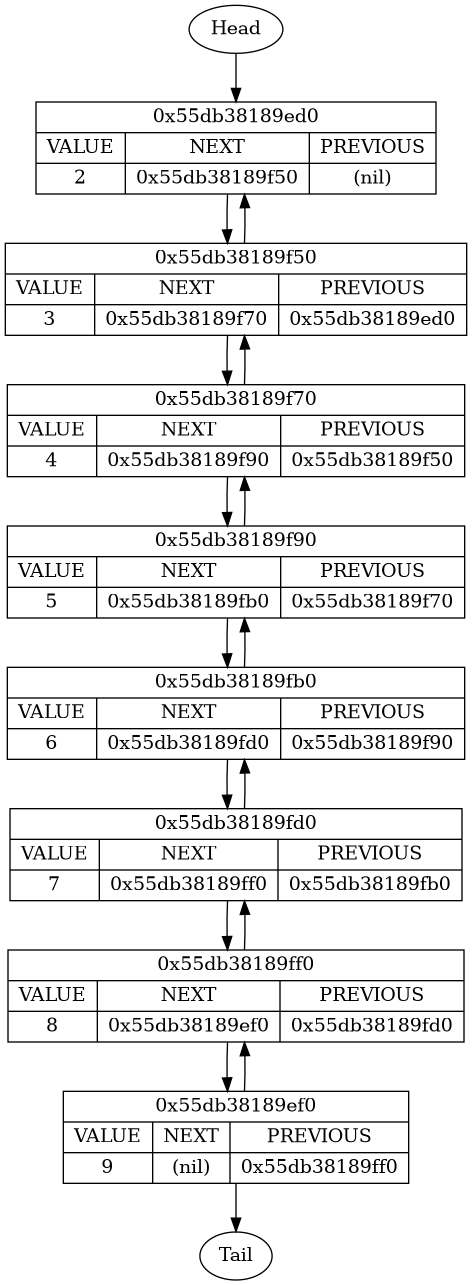 Head
0x55db38189ed0
VALUE NEXT PREVIOUS
2 0x55db38189f50 (nil)
0x55db38189f50
VALUE NEXT PREVIOUS
3 0x55db38189f70 0x55db38189ed0
0x55db38189f70
VALUE NEXT PREVIOUS
4 0x55db38189f90 0x55db38189f50
0x55db38189f90
VALUE NEXT PREVIOUS
5 0x55db38189fb0 0x55db38189f70
0x55db38189fb0
VALUE NEXT PREVIOUS
6 0x55db38189fd0 0x55db38189f90
0x55db38189fd0
VALUE NEXT PREVIOUS
7 0x55db38189ff0 0x55db38189fb0
0x55db38189ff0
VALUE NEXT PREVIOUS
8 0x55db38189ef0 0x55db38189fd0
0x55db38189ef0
VALUE NEXT PREVIOUS
9 (nil) 0x55db38189ff0
Tail